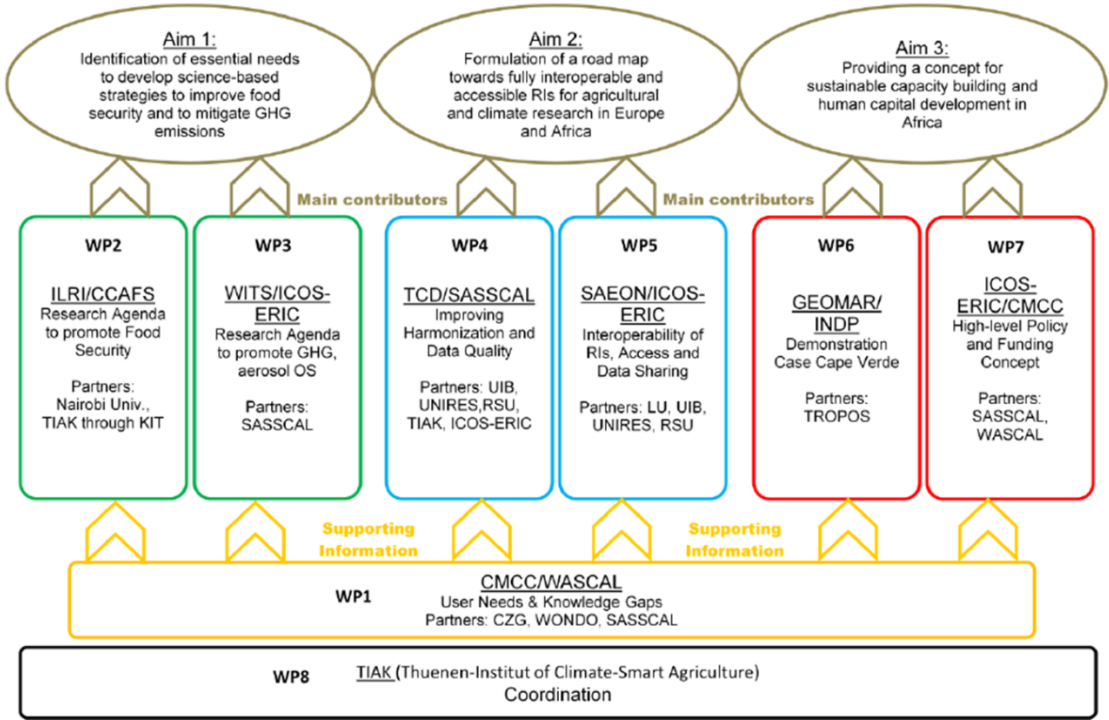 Aim 1:
Identification of essential needs
to develop science-based
strategies to improve food
security and to mitigate GHG
emissions
Aim 2:
Formulation of a road map
towards fully interoperable and
accessible RIs for agricultural
and climate research in Europe
and Africa
Aim 3:
Providing a concept for
sustainable capacity building and
human capital development in
Africa
Main contributors
Main contributors
WP2
ILRI/CCAFS
Research Agenda
to promote Food
Security
Partners:
Nairobi Univ.,
TIAK through KIT
WP3
WITS/ICOS-
ERIC
Research Agenda
to promote GHG,
aerosol OS
Partners:
SASSCAL
WP4
TCD/SASSCAL
Improving
Harmonization and
Data Quality
Partners: UIB,
UNIRES,RSU,
TIAK, ICOS-ERIC
WP5
SAEON/ICOS-
ERIC
Interoperability of
RIs, Access and
Data Sharing
Partners: LU, UIB,
UNIRES, RSU
WP6
GEOMAR/
INDP
Demonstration
Case Cape Verde
Partners:
TROPOS
WP7
ICOS-
ERIC/CMCC
High-level Policy
and Funding
Concept
Partners:
SASSCAL,
WASCAL
Supporting
Information
Supporting
Information
WP1
CMCC/WASCAL
User Needs & Knowledge Gaps
Partners: CZG, WONDO, SASSCAL
WP8
TIAK (Thuenen-Institut of Climate-Smart Agriculture)
Coordination